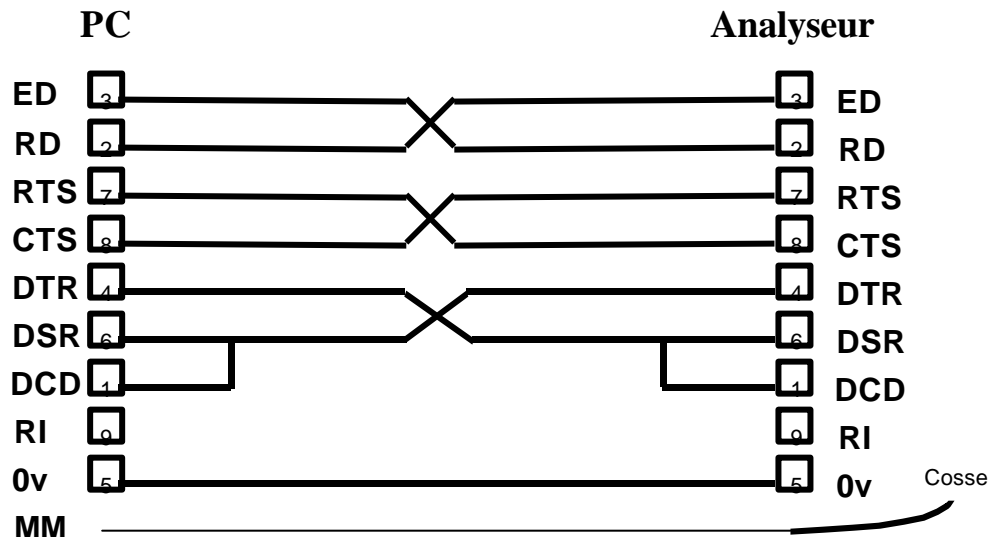 PC Analyseur
ED 3 3 ED
RD 2 2 RD
RTS 7 7 RTS
CTS 8 8 CTS
DTR 4 4 DTR
DSR 6 6 DSR
DCD 1 1 DCD
RI 9 9 RI
0v 5 5 0v
Cosse
MM